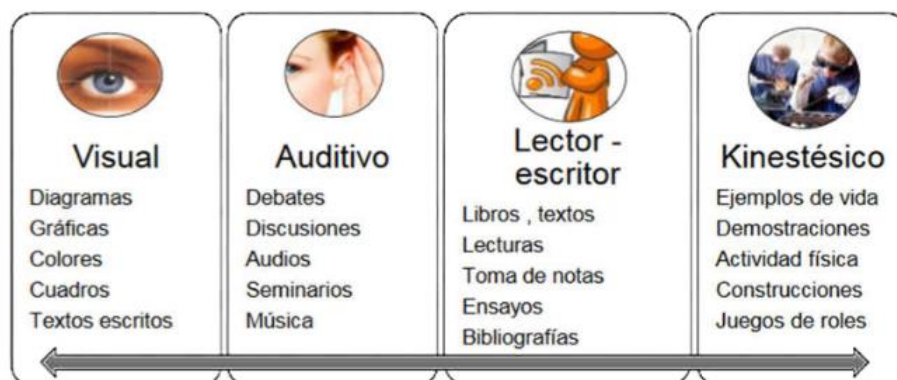 Visual
Diagramas
Gráficas
Colores
Cuadros
Textos escritos
Auditivo
Debates
Discusiones
Audios
Seminarios
Música
Lector -
escritor
Libros , textos
Lecturas
Toma de notas
Ensayos
Bibliografías
Kinestésico
Ejemplos de vida
Demostraciones
Actividad física
Construcciones
Juegos de roles